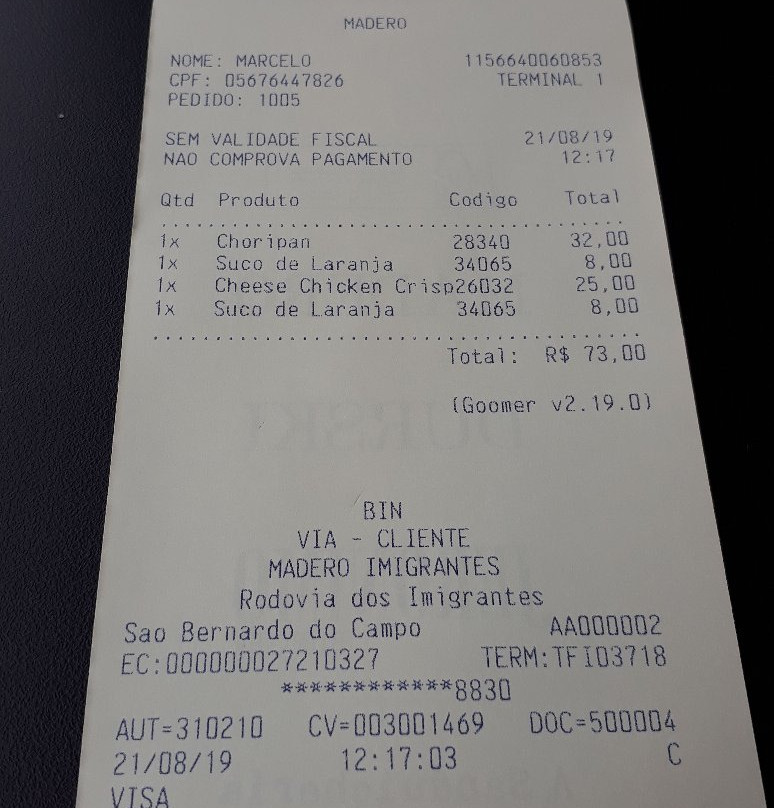 MADERO
NOME: MARCELO 1156640060853
CPF: 05676447826 TERMINAL 1
PEDIDO: 1005
SEM VALIDADE FISCAL 21/08/19
NAO COMPROVA PAGAMENTO 12:17
Qtd Produto Codigo Total
1x Choripan 28340 32,00
1x Suco de Laranja 34065 8,00
1x Cheese Chicken Crisp26032 25,00
1x Suco de Laranja 34065 8,00
Total: R$ 73,00
(Goomer v2.19.0)
BIN
VIA - CLIENTE
MADERO IMIGRANTES
Rodovia dos Imigrantes
Sao Bernardo do Campo AA000002
EC:000000027210327 TERM:TFI03718
************8830
AUT=310210 CV=003001469 DOC=500004
21/08/19 12:17:03 C
VISA